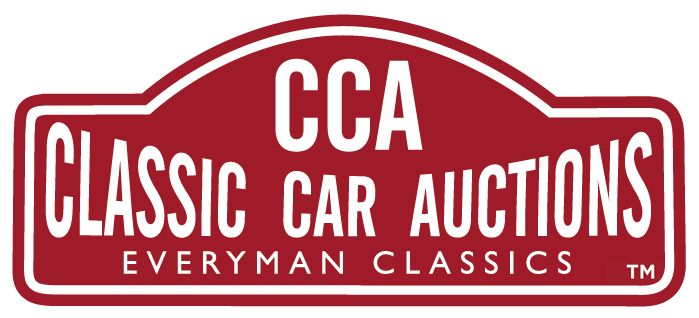 CCA
CLASSIC CAR AUCTIONS
EVERYMAN CLASSICS ™